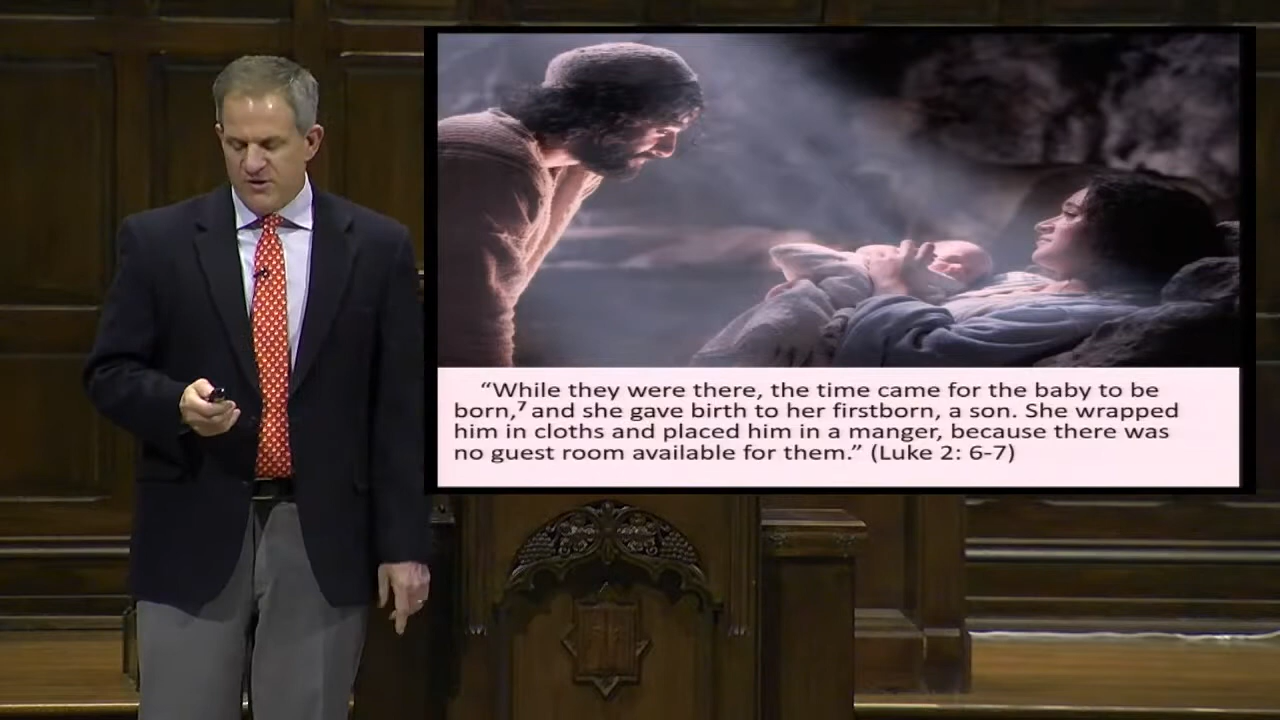 “While they were there, the time came for the baby to be
born,⁷ and she gave birth to her firstborn, a son. She wrapped
him in cloths and placed him in a manger, because there was
no guest room available for them.” (Luke 2: 6-7)